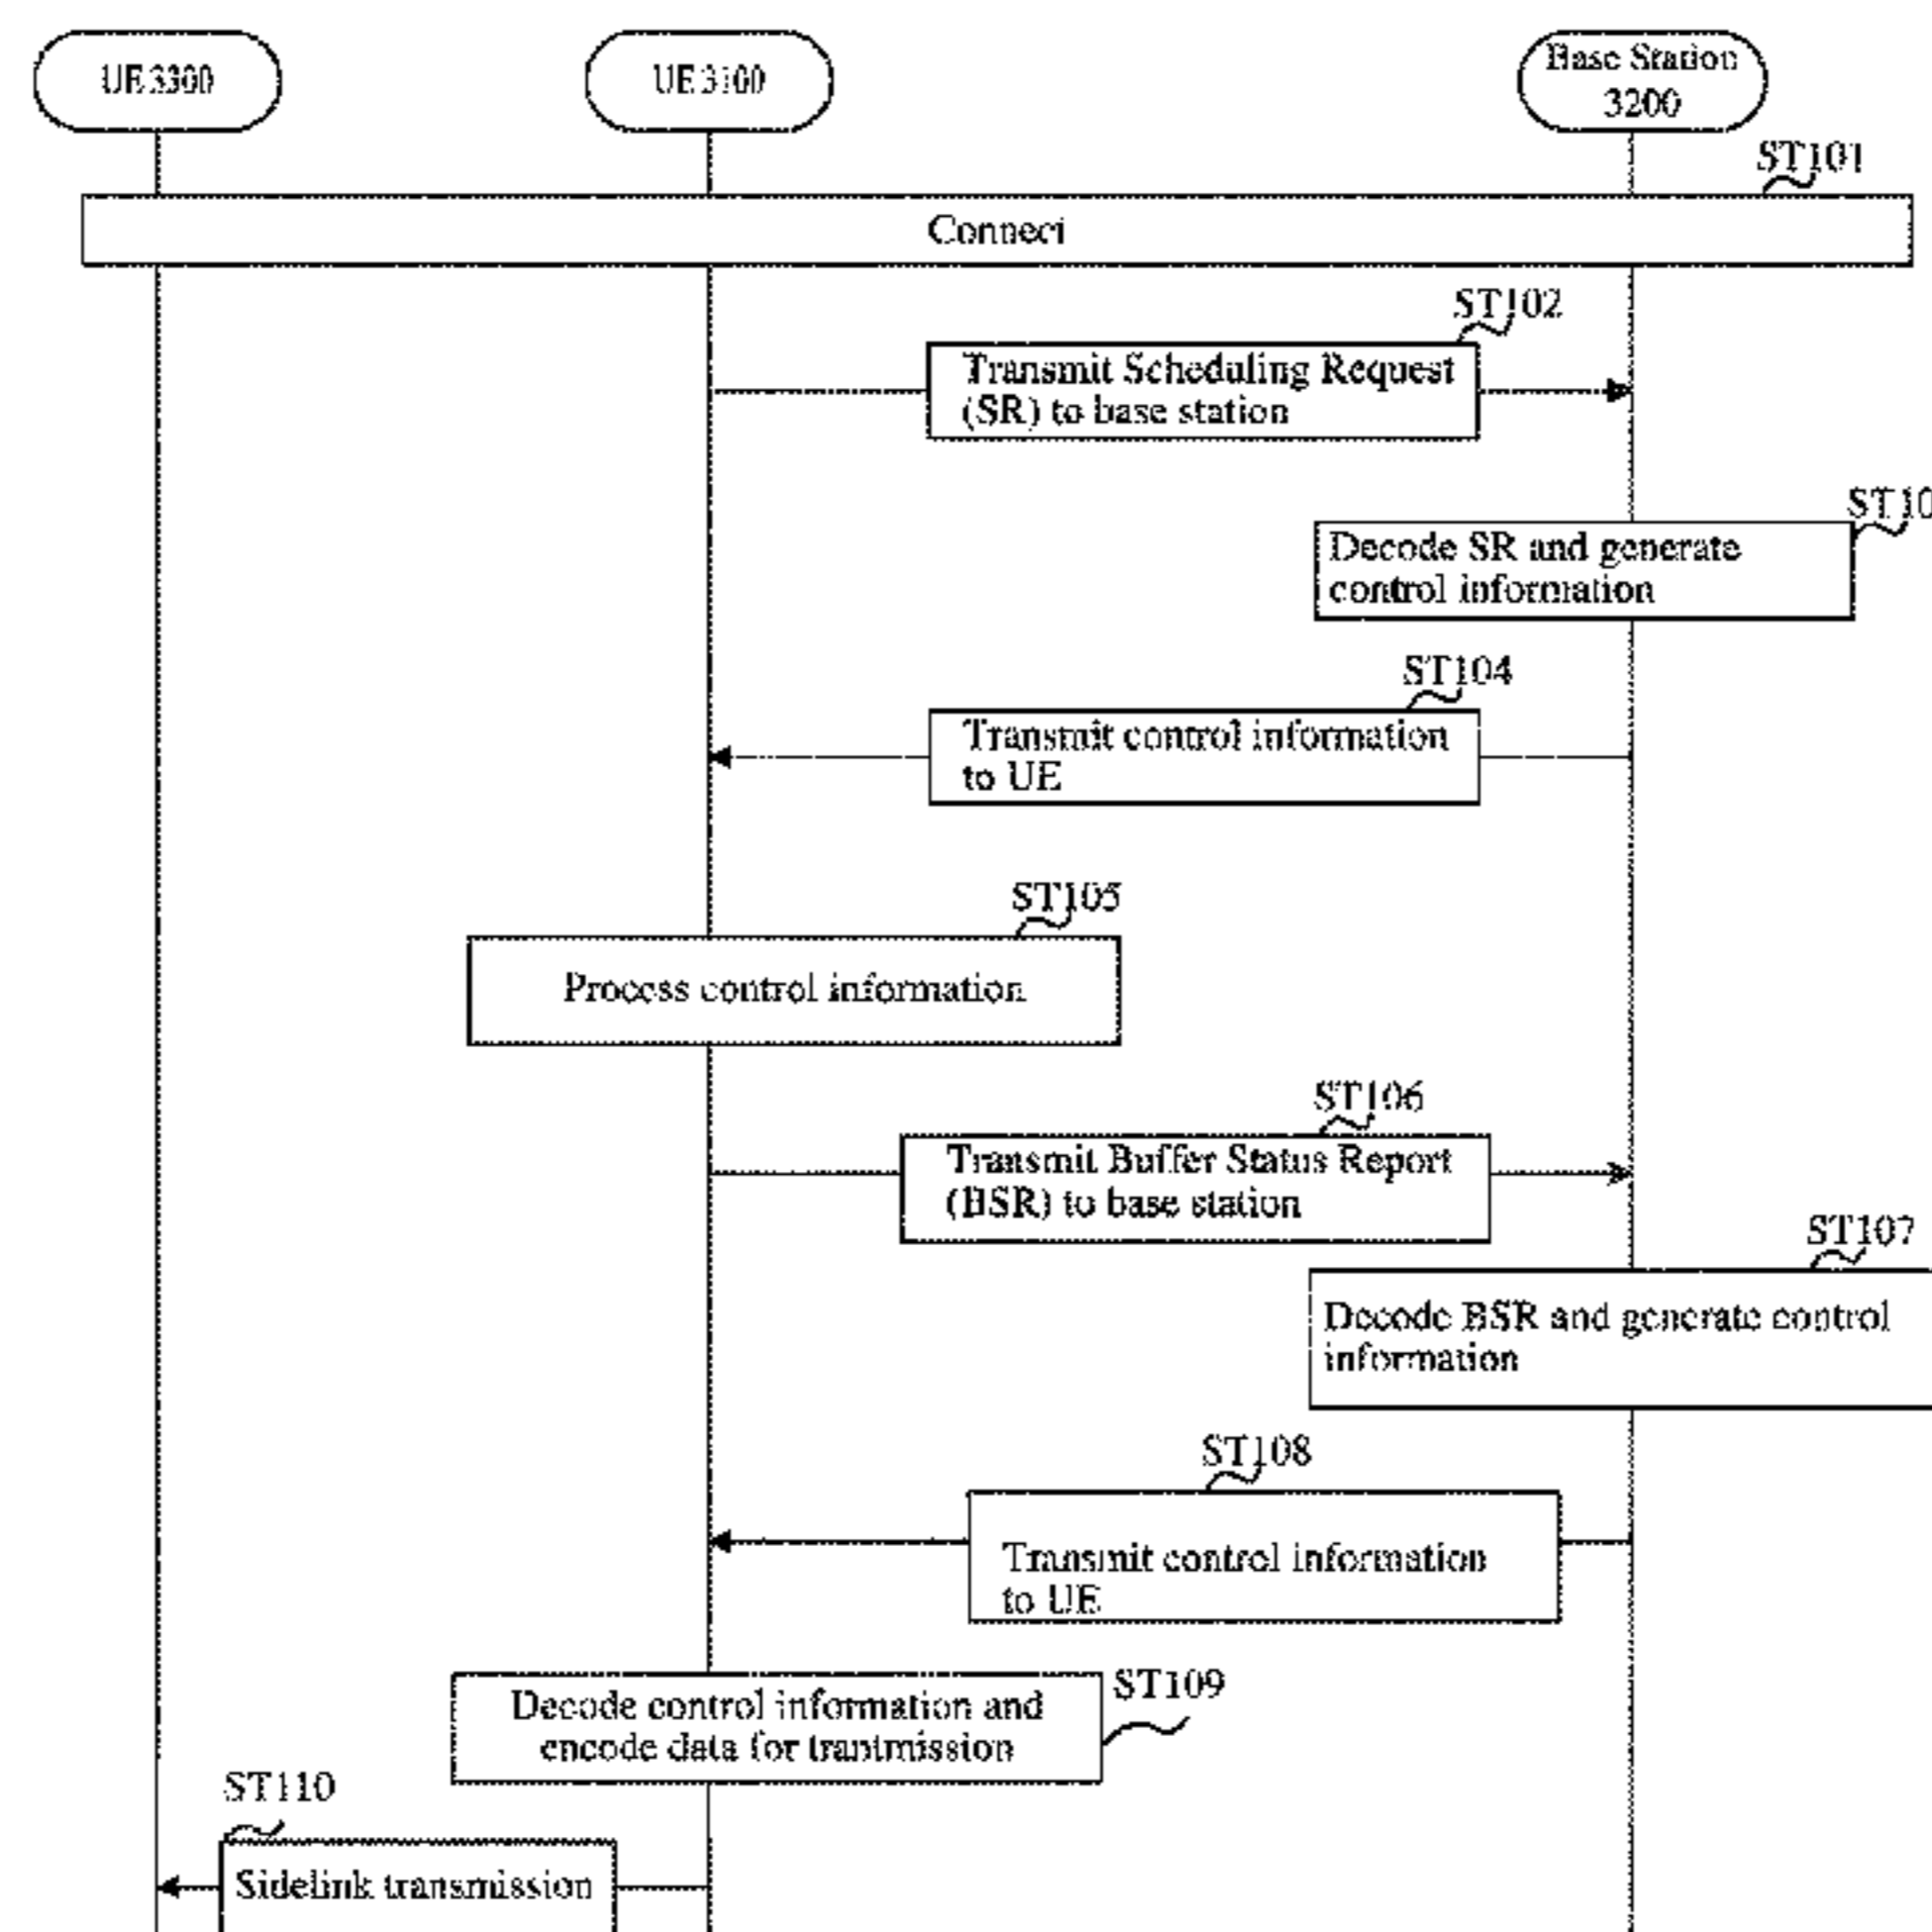 UE 3300
UE 3100
Base Station
3200
ST101
Connect
ST102
Transmit Scheduling Request
(SR) to base station
ST10
Decode SR and generate
control information
ST104
Transmit control information
to UE
ST105
Process control information
ST106
Transmit Buffer Status Report
(BSR) to base station
ST107
Decode BSR and generate control
information
ST108
Transmit control information
to UE
Decode control information and
encode data for trantmission
ST109
ST110
Sidelink transmission